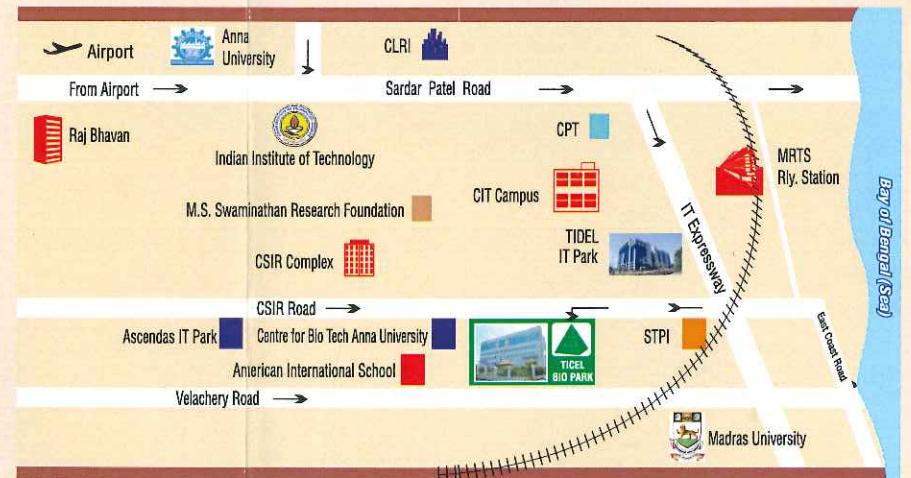 Airport
Anna
University
CLRI
From Airport
Sardar Patel Road
Raj Bhavan
Indian Institute of Technology
CPT
MRTS
Rly. Station
CIT Campus
M.S. Swaminathan Research Foundation
Bay of Bengal (Sea)
IT Expressway
TIDEL
IT Park
CSIR Complex
CSIR Road
East Coast Road
Ascendas IT Park
Centre for Bio Tech Anna University
STPI
TICEL
BIO PARK
American International School
Velachery Road
Madras University